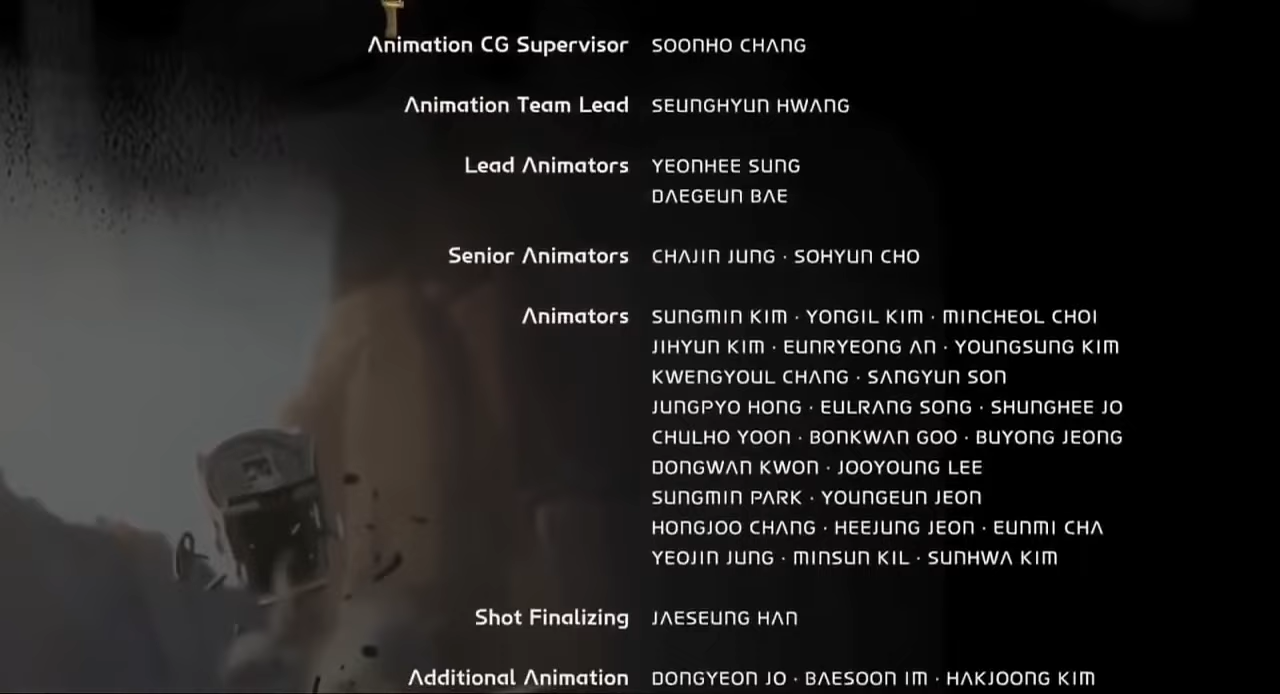 Animation CG Supervisor SOONHO CHANG
Animation Team Lead SEUNGHYUN HWANG
Lead Animators YEONHEE SUNG
DAEGEUN BAE
Senior Animators CHAJIN JUNG · SOHYUN CHO
Animators SUNGMIN KIM · YONGIL KIM · MINCHEOL CHOI
JIHYUN KIM · EUNRYEONG AN · YOUNGSUNG KIM
KWENGYOUL CHANG · SANGYUN SON
JUNGPYO HONG · EULRANG SONG · SHUNGHEE JO
CHULHO YOON · BONKWAN GOO · BUYONG JEONG
DONGWAN KWON · JOOYOUNG LEE
SUNGMIN PARK · YOUNGEUN JEON
HONGJOO CHANG · HEEJUNG JEON · EUNMI CHA
YEOJIN JUNG · MINSUN KIL · SUNHWA KIM
Shot Finalizing JAESEUNG HAN
Additional Animation DONGYEON JO · BAESOON IM · HAKJOONG KIM